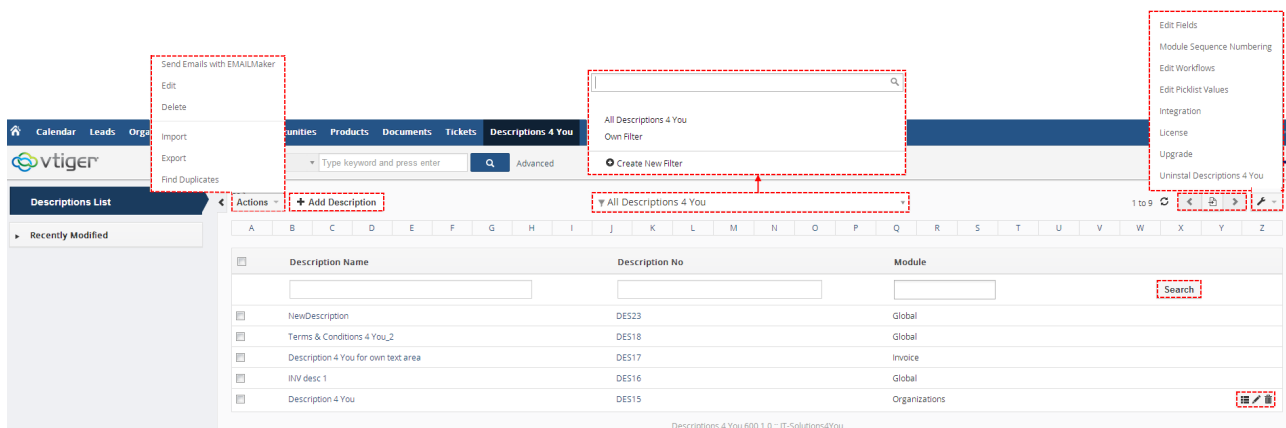 Edit Fields
Module Sequence Numbering
Edit Workflows
Edit Picklist Values
Integration
License
Upgrade
Uninstal Descriptions 4 You
Send Emails with EMAILMaker
Edit
Delete
Import
Export
Find Duplicates
All Descriptions 4 You
Own Filter
Create New Filter
Calendar Leads Orga unities Products Documents Tickets Descriptions 4 You
vtiger Type keyword and press enter Advanced
Descriptions List Actions Add Description All Descriptions 4 You 1 to 9
Recently Modified
A B C D E F G H I J K L M N O P Q R S T U V W X Y Z
Description Name Description No Module
Search
NewDescription DES23 Global
Terms & Conditions 4 You_2 DES18 Global
Description 4 You for own text area DES17 Invoice
INV desc 1 DES16 Global
Description 4 You DES15 Organizations
Descriptions 4 You 600.1.0 :: IT-Solutions4You